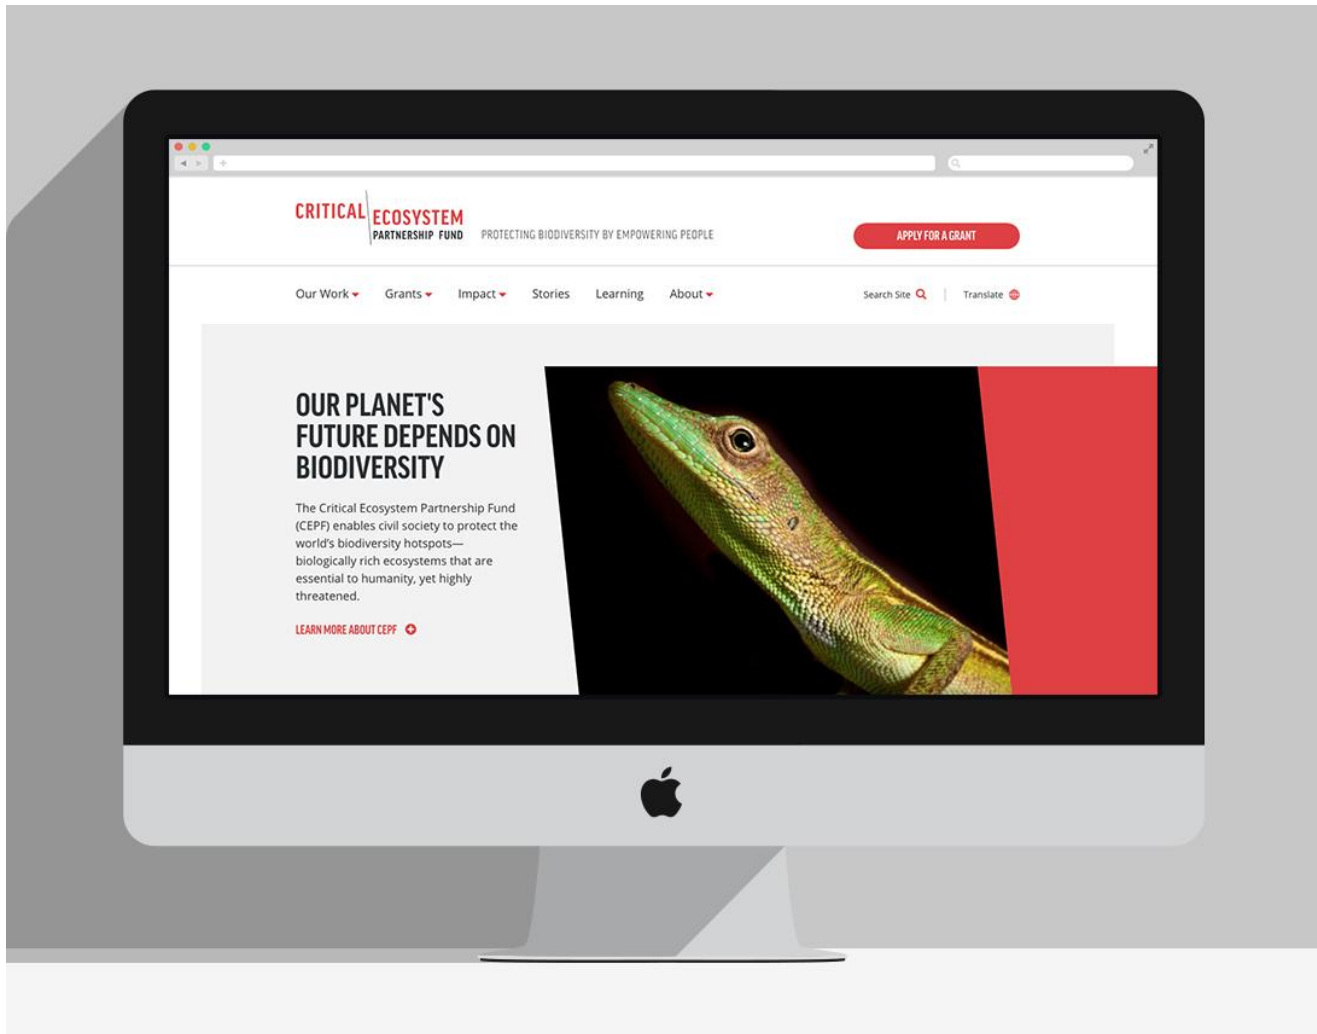 CRITICAL ECOSYSTEM
PARTNERSHIP FUND
PROTECTING BIODIVERSITY BY EMPOWERING PEOPLE
APPLY FOR A GRANT
Our Work
Grants
Impact
Stories
Learning
About
Search Site
Translate
OUR PLANET'S
FUTURE DEPENDS ON
BIODIVERSITY
The Critical Ecosystem Partnership Fund
(CEPF) enables civil society to protect the
world's biodiversity hotspots—
biologically rich ecosystems that are
essential to humanity, yet highly
threatened.
LEARN MORE ABOUT CEPF